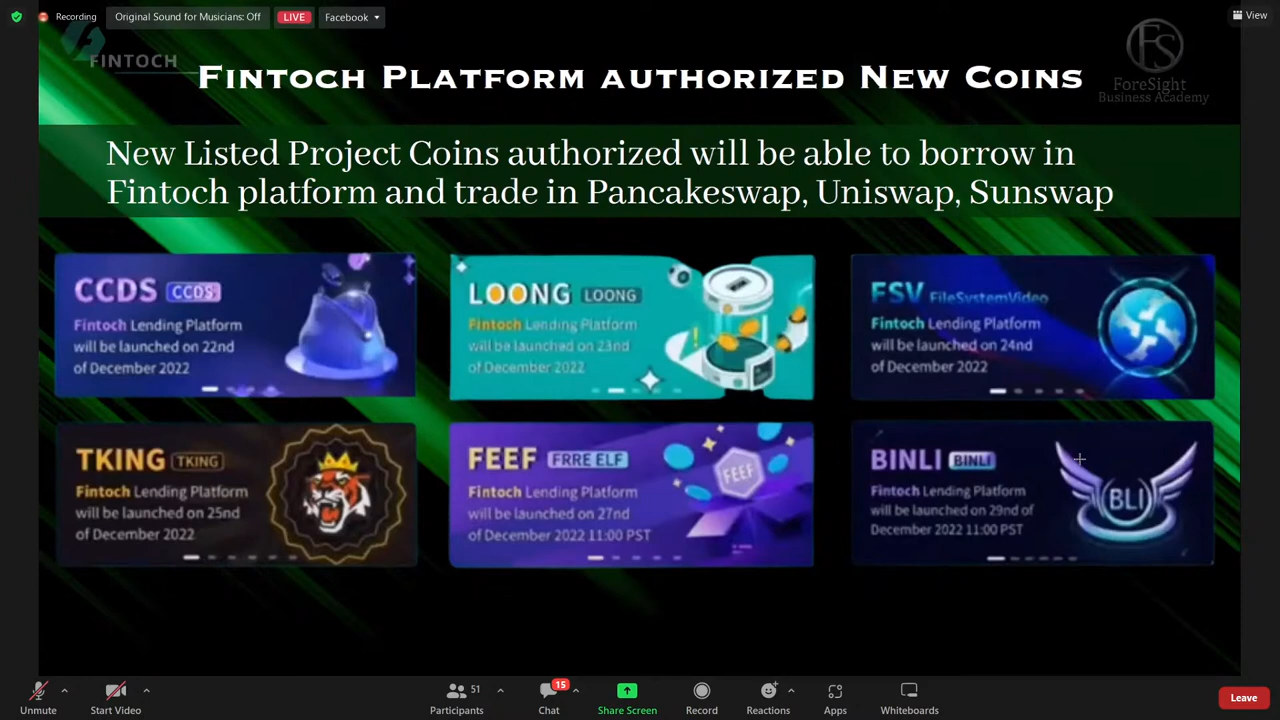 Recording
Original Sound for Musicians: Off
LIVE
Facebook
View
FINTOCH
FINTOCH PLATFORM AUTHORIZED NEW COINS
FS
ForeSight
Business Academy
New Listed Project Coins authorized will be able to borrow in
Fintoch platform and trade in Pancakeswap, Uniswap, Sunswap
CCDS CCDS
Fintoch Lending Platform
will be launched on 22nd
of December 2022
LOONG LOONG
Fintoch Lending Platform
will be launched on 23nd
of December 2022
FSV FileSystemVideo
Fintoch Lending Platform
will be launched on 24nd
of December 2022
TKING TKING
Fintoch Lending Platform
will be launched on 25nd
of December 2022
FEEF FRRE ELF
Fintoch Lending Platform
will be launched on 27nd
of December 2022 11:00 PST
FEEF
BINLI BINLI
Fintoch Lending Platform
will be launched on 29nd of
December 2022 11:00 PST
BLI
Unmute
Start Video
51
Participants
15
Chat
Share Screen
Record
Reactions
Apps
Whiteboards
Leave